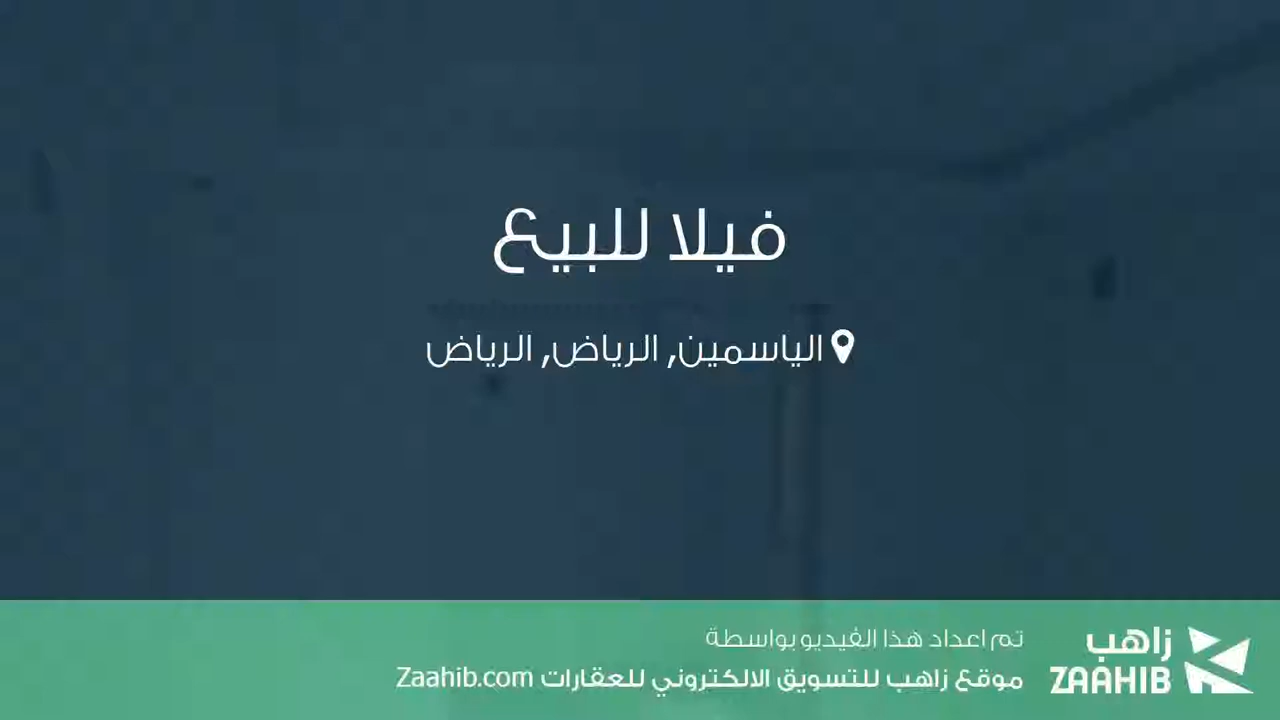 فيلا للبيع
الياسمين, الرياض, الرياض
تم اعداد هذا الفيديو بواسطة
موقع زاهب للتسويق الالكتروني للعقارات Zaahib.com
زاهب
ZAAHIB